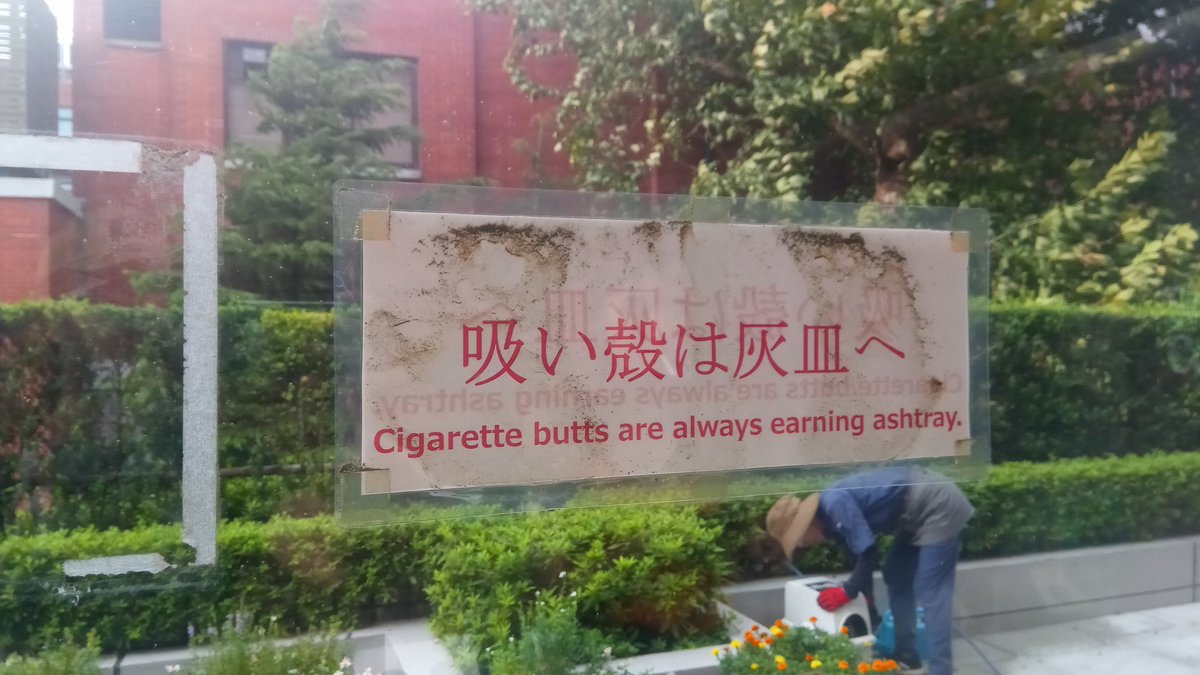 吸い殻は灰皿へ
Cigarette butts are always earning ashtray.